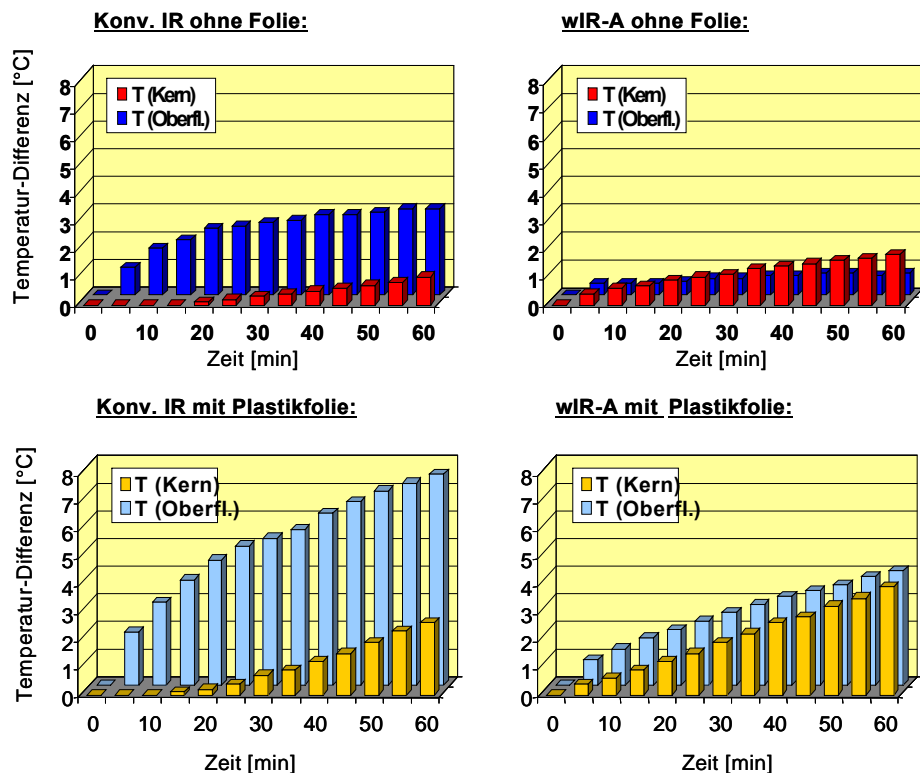 Konv. IR ohne Folie:
wIR-A ohne Folie:
Temperatur-Differenz [°C]
8
7
6
5
4
3
2
1
0
T (Kern)
T (Oberfl.)
0 10 20 30 40 50 60
Zeit [min]
8
7
6
5
4
3
2
1
0
T (Kern)
T (Oberfl.)
0 10 20 30 40 50 60
Zeit [min]
Konv. IR mit Plastikfolie:
wIR-A mit Plastikfolie:
Temperatur-Differenz [°C]
8
7
6
5
4
3
2
1
0
T (Kern)
T (Oberfl.)
0 10 20 30 40 50 60
Zeit [min]
8
7
6
5
4
3
2
1
0
T (Kern)
T (Oberfl.)
0 10 20 30 40 50 60
Zeit [min]